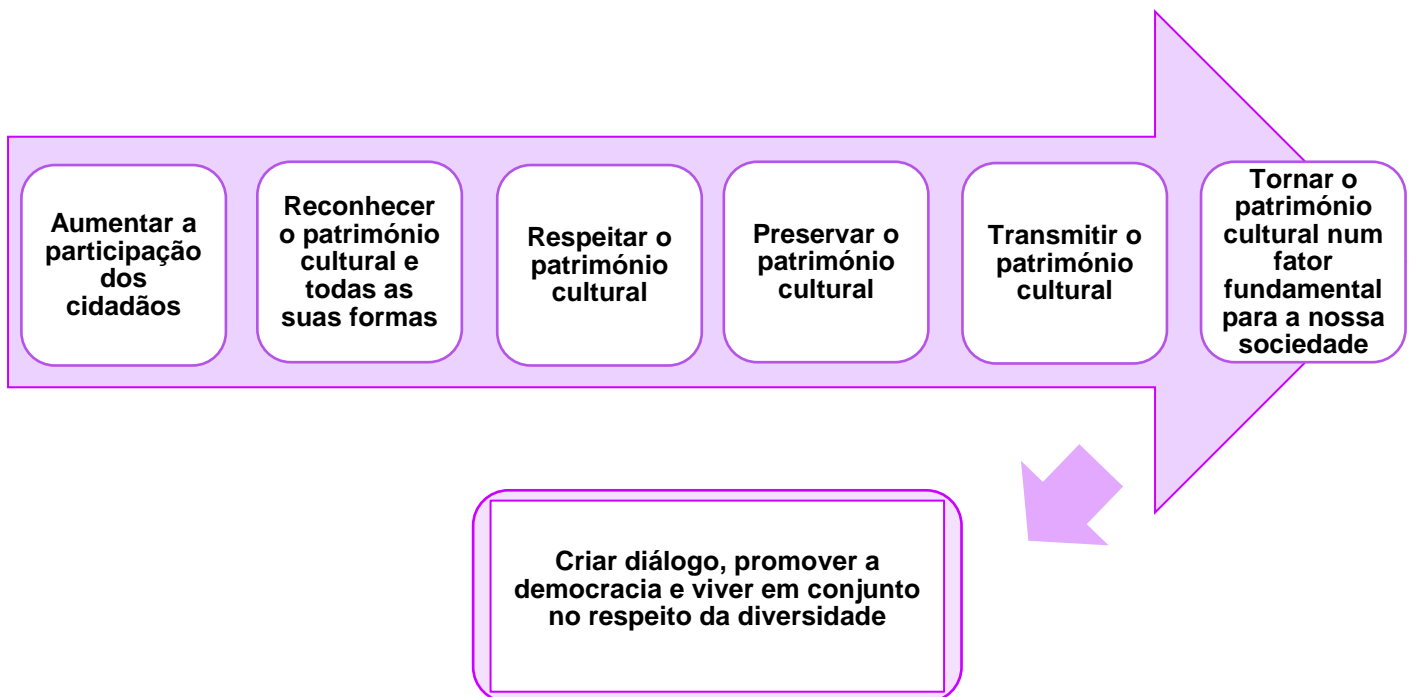 Aumentar a
participação
dos
cidadãos
Reconhecer
o património
cultural e
todas as
suas formas
Respeitar o
património
cultural
Preservar o
património
cultural
Transmitir o
património
cultural
Tornar o
património
cultural num
fator
fundamental
para a nossa
sociedade
Criar diálogo, promover a
democracia e viver em conjunto
no respeito da diversidade